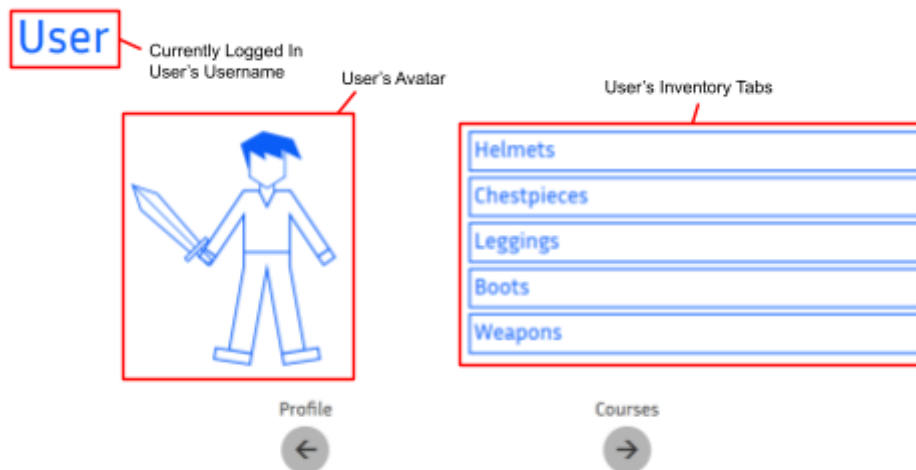 User
Currently Logged In
User's Username
User's Avatar
User's Inventory Tabs
Helmets
Chestpieces
Leggings
Boots
Weapons
Profile
Courses